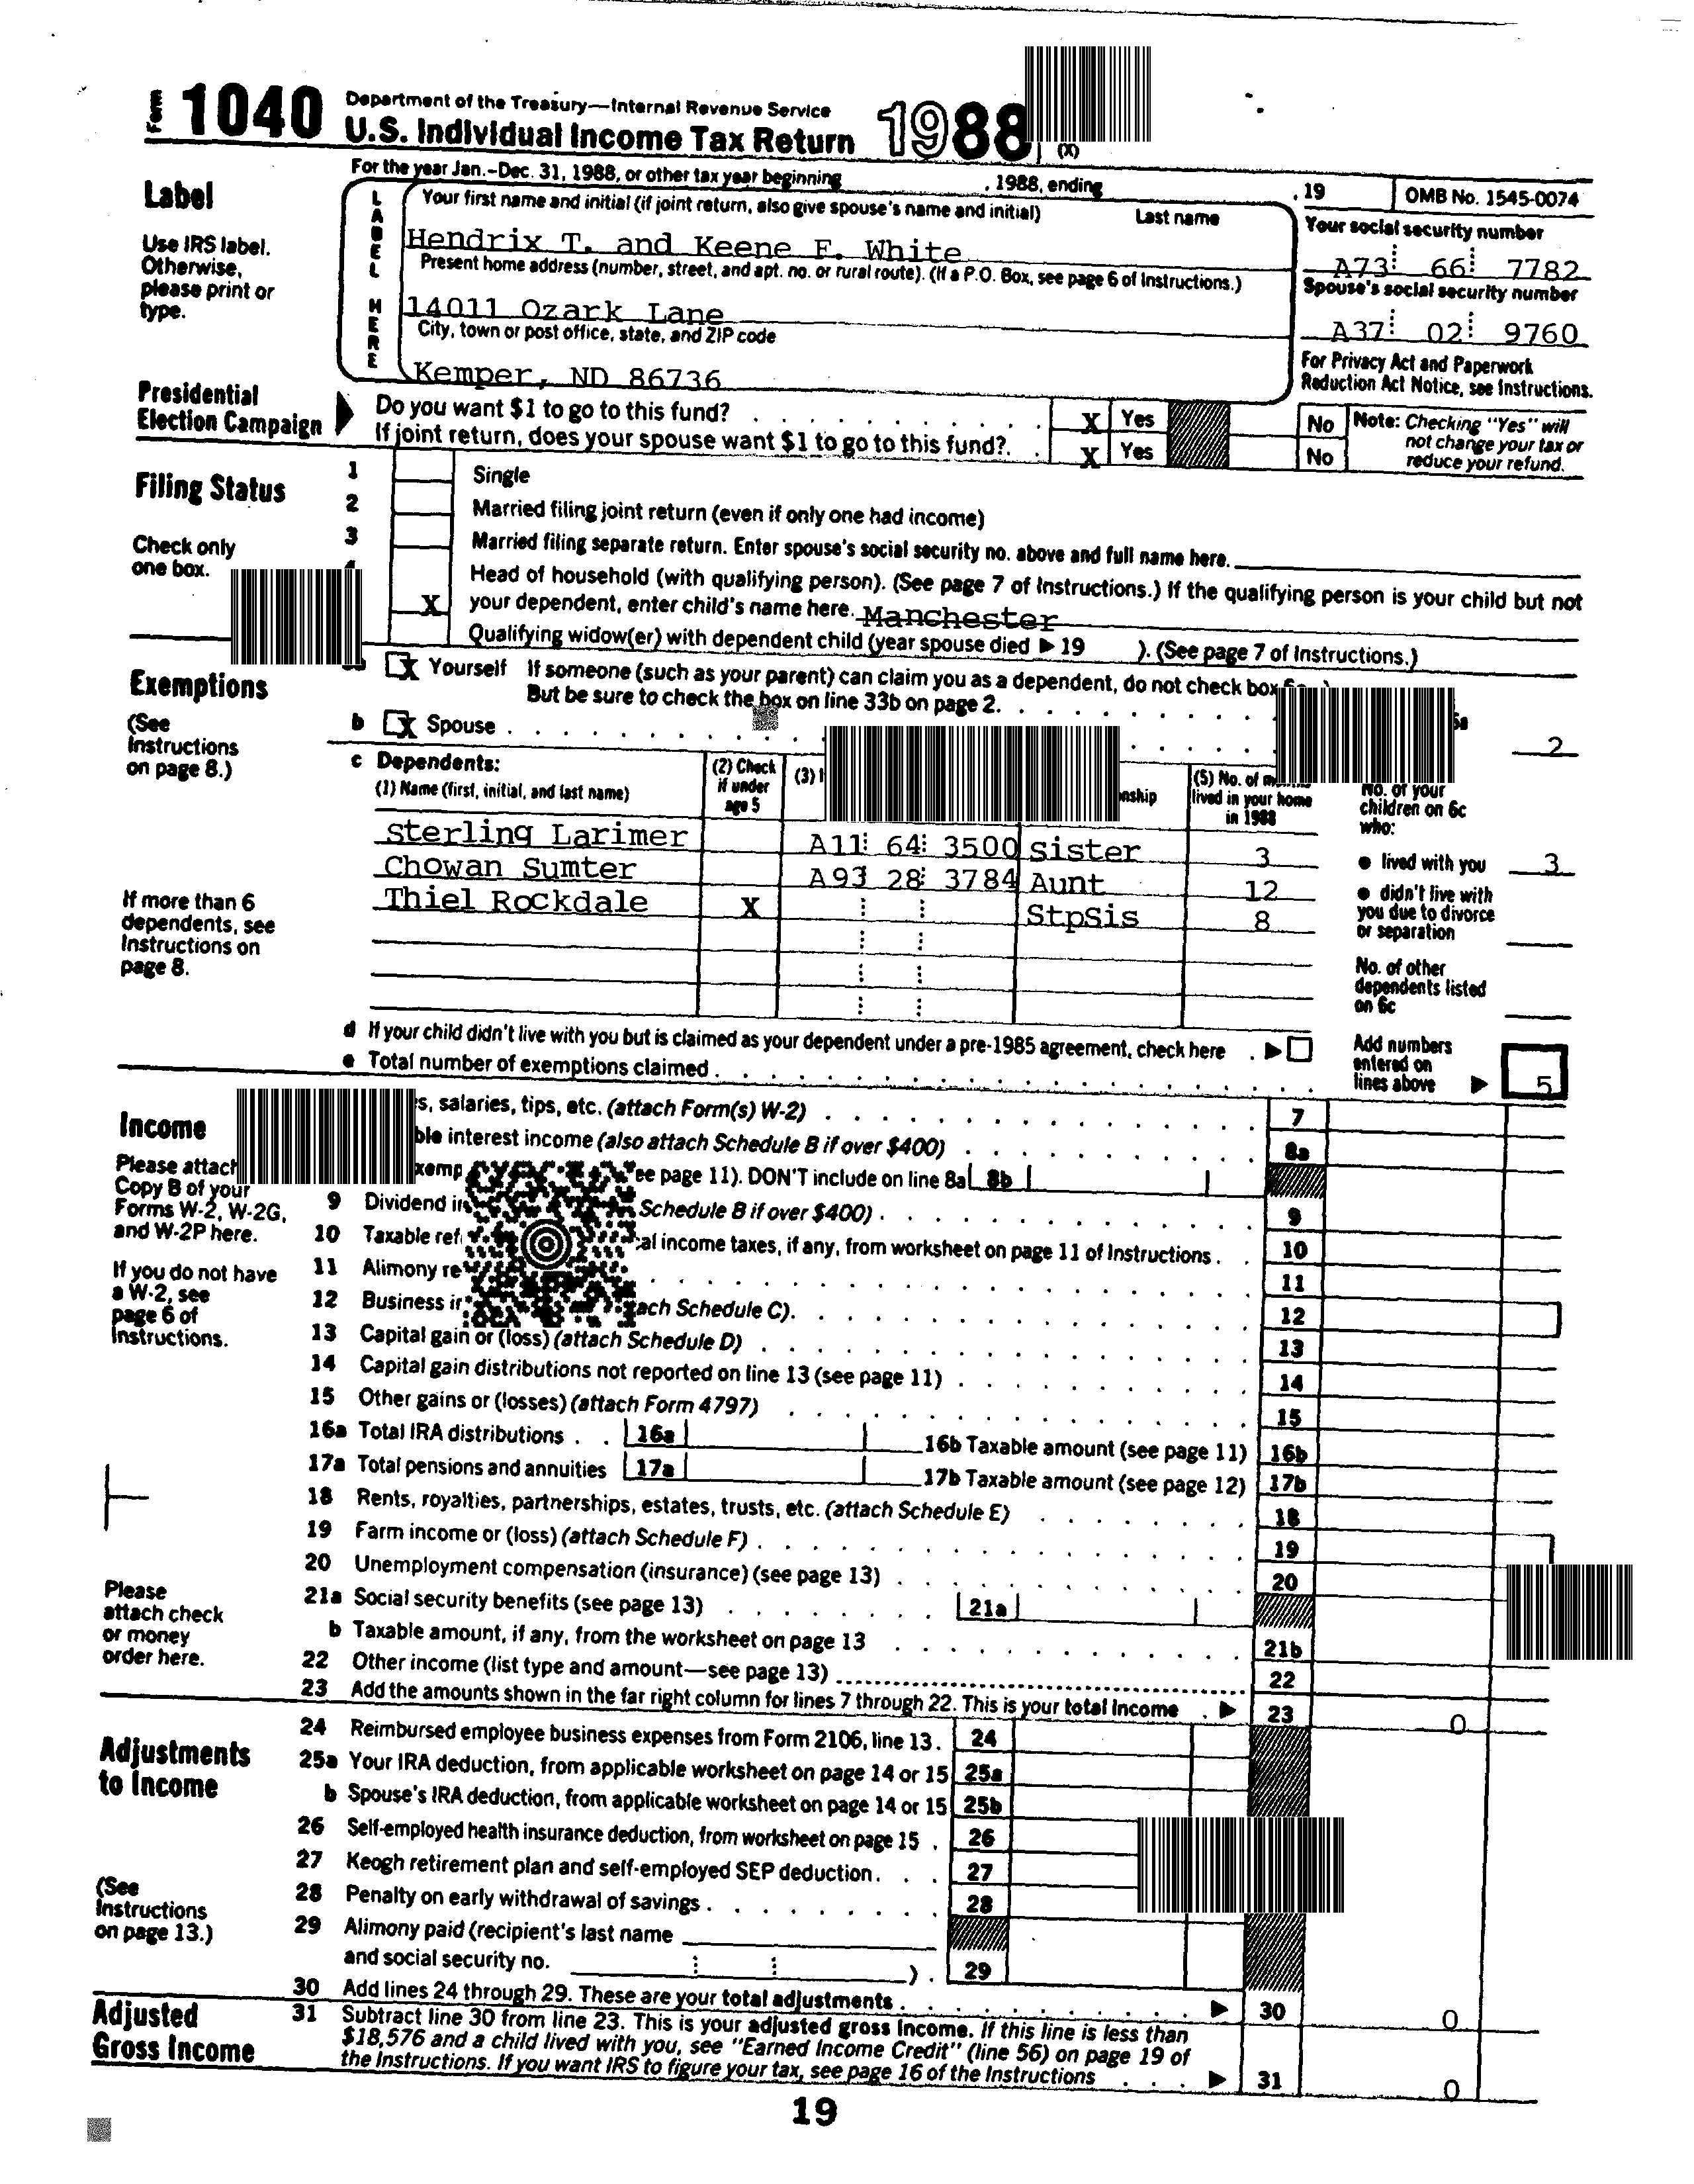 Form 1040 Department of the Treasury—Internal Revenue Service
U.S. Individual Income Tax Return 1988 (X)
For the year Jan.–Dec. 31, 1988, or other tax year beginning , 1988, ending , 19 OMB No. 1545-0074
Label
Use IRS label.
Otherwise,
please print or
type.
LABEL HERE
Your first name and initial (if joint return, also give spouse's name and initial) Last name
Hendrix T. and Keene F. White
Your social security number
A73 66 7782
Present home address (number, street, and apt. no. or rural route). (If a P.O. Box, see page 6 of Instructions.)
14011 Ozark Lane
Spouse's social security number
A37 02 9760
City, town or post office, state, and ZIP code
Kemper, ND 86736
For Privacy Act and Paperwork
Reduction Act Notice, see Instructions.
Presidential
Election Campaign
Do you want $1 to go to this fund? X Yes No
If joint return, does your spouse want $1 to go to this fund?. X Yes No
Note: Checking "Yes" will
not change your tax or
reduce your refund.
Filing Status
Check only
one box.
1 Single
2 Married filing joint return (even if only one had income)
3 Married filing separate return. Enter spouse's social security no. above and full name here.
Head of household (with qualifying person). (See page 7 of Instructions.) If the qualifying person is your child but not
X your dependent, enter child's name here. Manchester
Qualifying widow(er) with dependent child (year spouse died ▶ 19 ). (See page 7 of Instructions.)
Exemptions
(See
Instructions
on page 8.)
X Yourself If someone (such as your parent) can claim you as a dependent, do not check box
But be sure to check the box on line 33b on page 2.
b X Spouse
2
c Dependents:
(1) Name (first, initial, and last name)
(2) Check
if under
age 5
(3)
(5) No. of
lived in your home
in 1988
No. of your
children on 6c
who:
Sterling Larimer A11 64 3500 Sister 3
Chowan Sumter A93 28 3784 Aunt 12
Thiel Rockdale X StpSis 8
● lived with you 3
● didn't live with
you due to divorce
or separation
No. of other
dependents listed
on 6c
If more than 6
dependents, see
Instructions on
page 8.
d If your child didn't live with you but is claimed as your dependent under a pre-1985 agreement, check here . ▶
e Total number of exemptions claimed
Add numbers
entered on
lines above ▶ 5
Income
Please attach
Copy B of your
Forms W-2, W-2G,
and W-2P here.
If you do not have
a W-2, see
page 6 of
Instructions.
salaries, tips, etc. (attach Form(s) W-2) 7
interest income (also attach Schedule B if over $400) 8a
page 11). DON'T include on line 8a 8b
9 Dividend Schedule B if over $400) 9
10 Taxable income taxes, if any, from worksheet on page 11 of Instructions. 10
11 Alimony 11
12 Business Schedule C). 12
13 Capital gain or (loss) (attach Schedule D) 13
14 Capital gain distributions not reported on line 13 (see page 11) 14
15 Other gains or (losses) (attach Form 4797) 15
16a Total IRA distributions 16a 16b Taxable amount (see page 11) 16b
17a Total pensions and annuities 17a 17b Taxable amount (see page 12) 17b
18 Rents, royalties, partnerships, estates, trusts, etc. (attach Schedule E) 18
19 Farm income or (loss) (attach Schedule F) 19
20 Unemployment compensation (insurance) (see page 13) 20
21a Social security benefits (see page 13) 21a
b Taxable amount, if any, from the worksheet on page 13 21b
22 Other income (list type and amount—see page 13) 22
23 Add the amounts shown in the far right column for lines 7 through 22. This is your total income ▶ 23 0
Please
attach check
or money
order here.
Adjustments
to Income
(See
Instructions
on page 13.)
24 Reimbursed employee business expenses from Form 2106, line 13. 24
25a Your IRA deduction, from applicable worksheet on page 14 or 15 25a
b Spouse's IRA deduction, from applicable worksheet on page 14 or 15 25b
26 Self-employed health insurance deduction, from worksheet on page 15 26
27 Keogh retirement plan and self-employed SEP deduction. 27
28 Penalty on early withdrawal of savings 28
29 Alimony paid (recipient's last name
and social security no. ) . 29
30 Add lines 24 through 29. These are your total adjustments ▶ 30 0
Adjusted
Gross Income
31 Subtract line 30 from line 23. This is your adjusted gross income. If this line is less than
$18,576 and a child lived with you, see "Earned Income Credit" (line 56) on page 19 of
the Instructions. If you want IRS to figure your tax, see page 16 of the Instructions ▶ 31 0
19